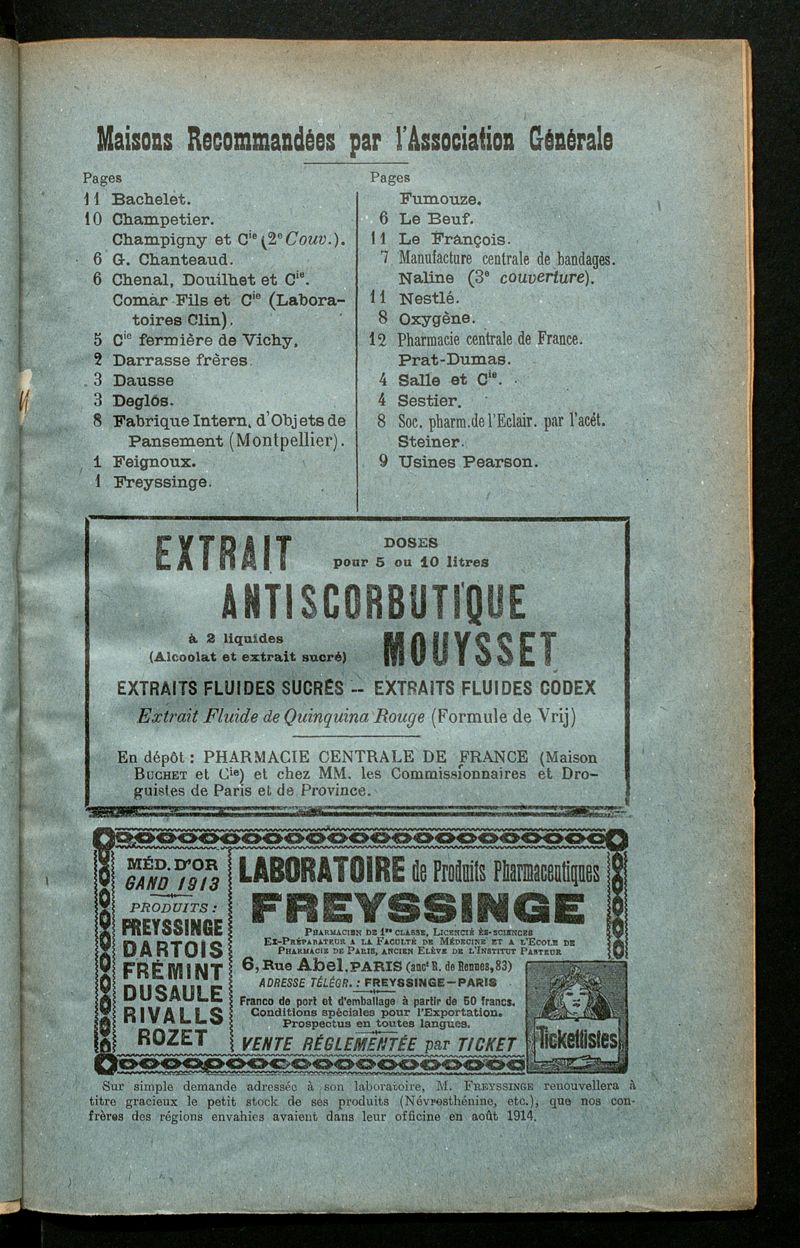 Maisons Recommandées par l'Association Générale
Pages
11 Bachelet.
10 Champetier.
Champigny et Cie (2e Couv.).
6 G. Chanteaud.
6 Chenal, Douilhet et Cie.
Comar Fils et Cie (Labora-
toires Clin).
5 Cie fermière de Vichy.
2 Darrasse frères.
3 Dausse
3 Deglos.
8 Fabrique Intern. d'Objets de
Pansement (Montpellier).
1 Feignoux.
1 Freyssinge.
Pages
Fumouze.
6 Le Beuf.
11 Le François.
7 Manufacture centrale de bandages.
Naline (3e couverture).
11 Nestlé.
8 Oxygène.
12 Pharmacie centrale de France.
Prat-Dumas.
4 Salle et Cie.
4 Sestier.
8 Soc. pharm. de l'Eclair. par l'acét.
Steiner.
9 Usines Pearson.
EXTRAIT
DOSES
pour 5 ou 10 litres
ANTISCORBUTIQUE
à 2 liquides
(Alcoolat et extrait sucré)
MOUYSSET
EXTRAITS FLUIDES SUCRÉS -- EXTRAITS FLUIDES CODEX
Extrait Fluide de Quinquina Rouge (Formule de Vrij)
En dépôt : PHARMACIE CENTRALE DE FRANCE (Maison
BUCHET et Cie) et chez MM. les Commissionnaires et Dro-
guistes de Paris et de Province.
MÉD. D'OR
GAND 1913
PRODUITS :
FREYSSINGE
DARTOIS
FRÉMINT
DUSAULE
RIVALLS
ROZET
LABORATOIRE de Produits Pharmaceutiques
FREYSSINGE
PHARMACIEN DE 1re CLASSE, LICENCIÉ ÈS-SCIENCES
EX-PRÉPARATEUR A LA FACULTÉ DE MÉDECINE ET A L'ECOLE DE
PHARMACIE DE PARIS, ANCIEN ELÈVE DE L'INSTITUT PASTEUR
6, Rue Abel, PARIS (anct R. de Rennes, 83)
ADRESSE TÉLÉGR. : FREYSSINGE-PARIS
Franco de port et d'emballage à partir de 50 francs.
Conditions spéciales pour l'Exportation.
Prospectus en toutes langues.
VENTE RÉGLEMENTÉE par TICKET
Tickettistes
Sur simple demande adressée à son laboratoire, M. FREYSSINGE renouvellera à
titre gracieux le petit stock de ses produits (Névrosthénine, etc.), que nos con-
frères des régions envahies avaient dans leur officine en août 1914.